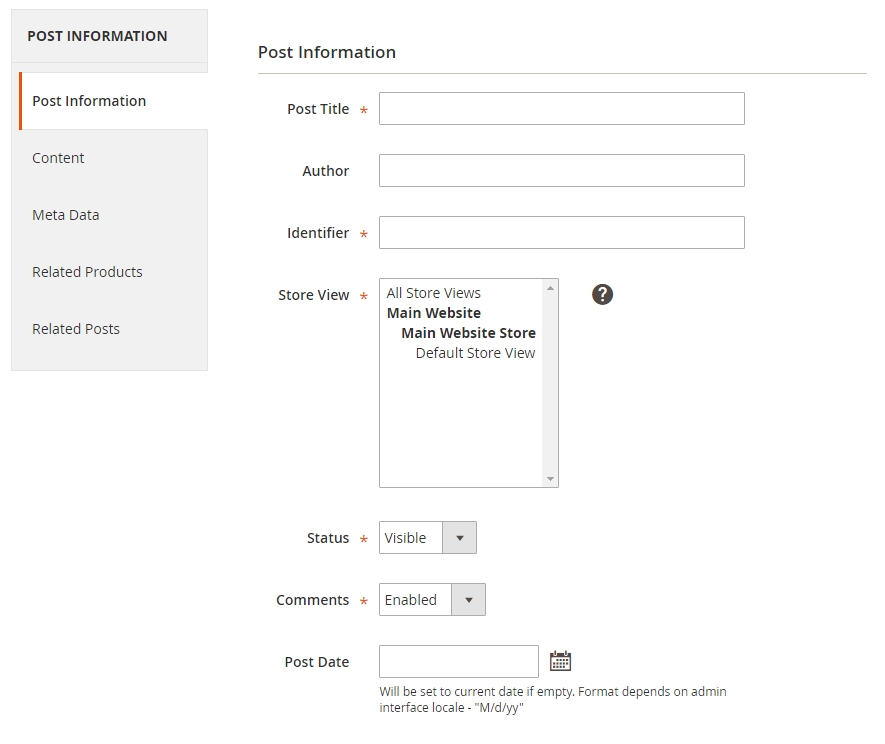 POST INFORMATION
Post Information
Content
Meta Data
Related Products
Related Posts
Post Information
Post Title *
Author
Identifier *
Store View *
All Store Views
Main Website
Main Website Store
Default Store View
?
Status * Visible
Comments * Enabled
Post Date
Will be set to current date if empty. Format depends on admin
interface locale - "M/d/yy"